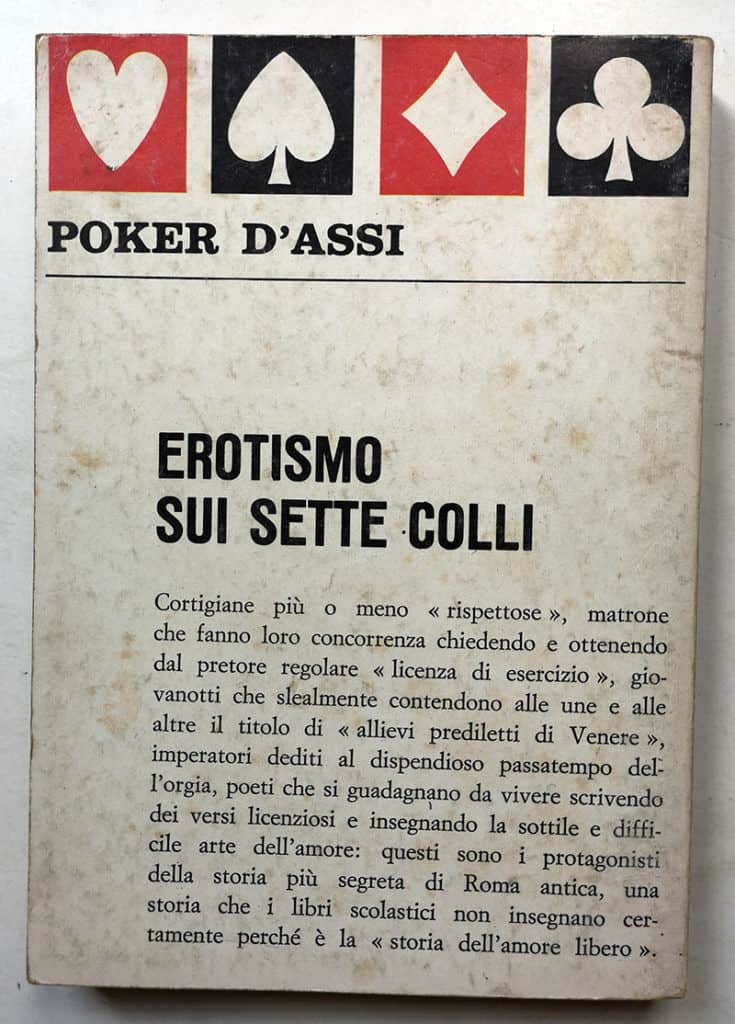 POKER D'ASSI
EROTISMO
SUI SETTE COLLI
Cortigiane più o meno « rispettose », matrone
che fanno loro concorrenza chiedendo e ottenendo
dal pretore regolare « licenza di esercizio », gio-
vanotti che slealmente contendono alle une e alle
altre il titolo di « allievi prediletti di Venere »,
imperatori dediti al dispendioso passatempo del-
l'orgia, poeti che si guadagnano da vivere scrivendo
dei versi licenziosi e insegnando la sottile e diffi-
cile arte dell'amore: questi sono i protagonisti
della storia più segreta di Roma antica, una
storia che i libri scolastici non insegnano cer-
tamente perché è la « storia dell'amore libero ».